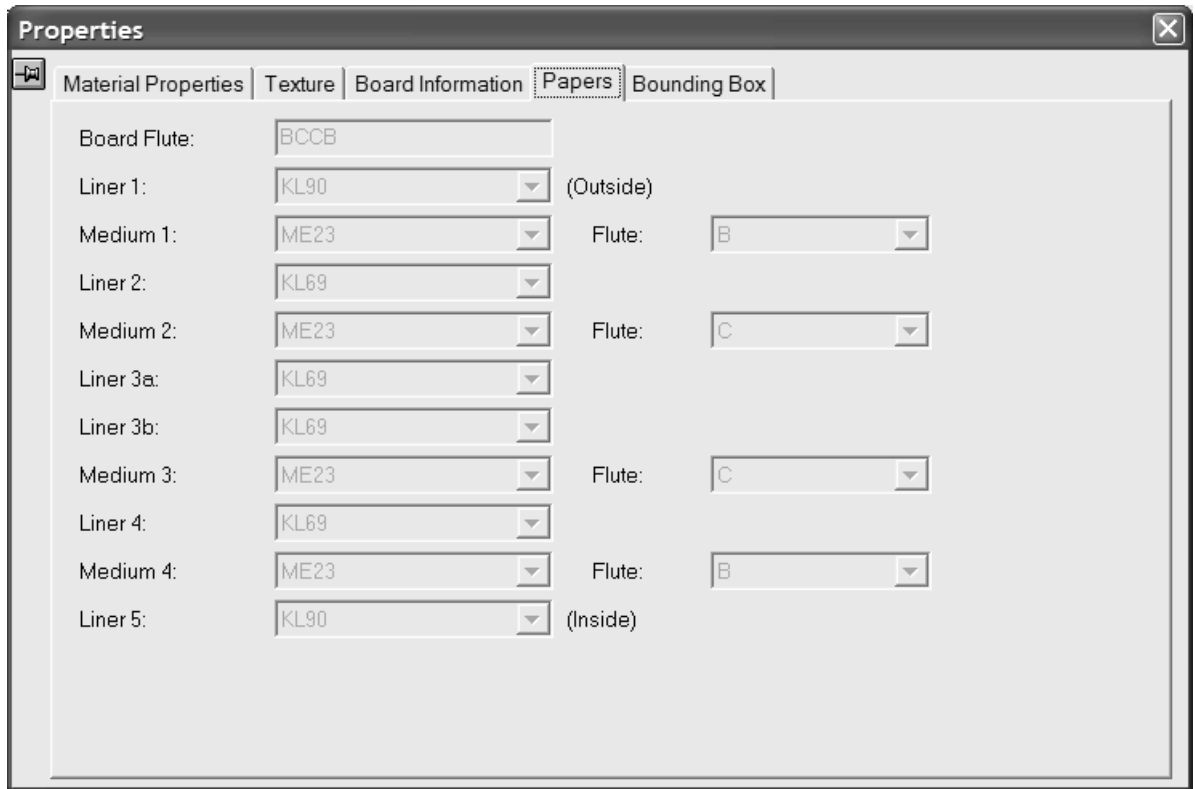 Properties
Material Properties Texture Board Information Papers Bounding Box
Board Flute: BCCB
Liner 1: KL90 (Outside)
Medium 1: ME23 Flute: B
Liner 2: KL69
Medium 2: ME23 Flute: C
Liner 3a: KL69
Liner 3b: KL69
Medium 3: ME23 Flute: C
Liner 4: KL69
Medium 4: ME23 Flute: B
Liner 5: KL90 (Inside)